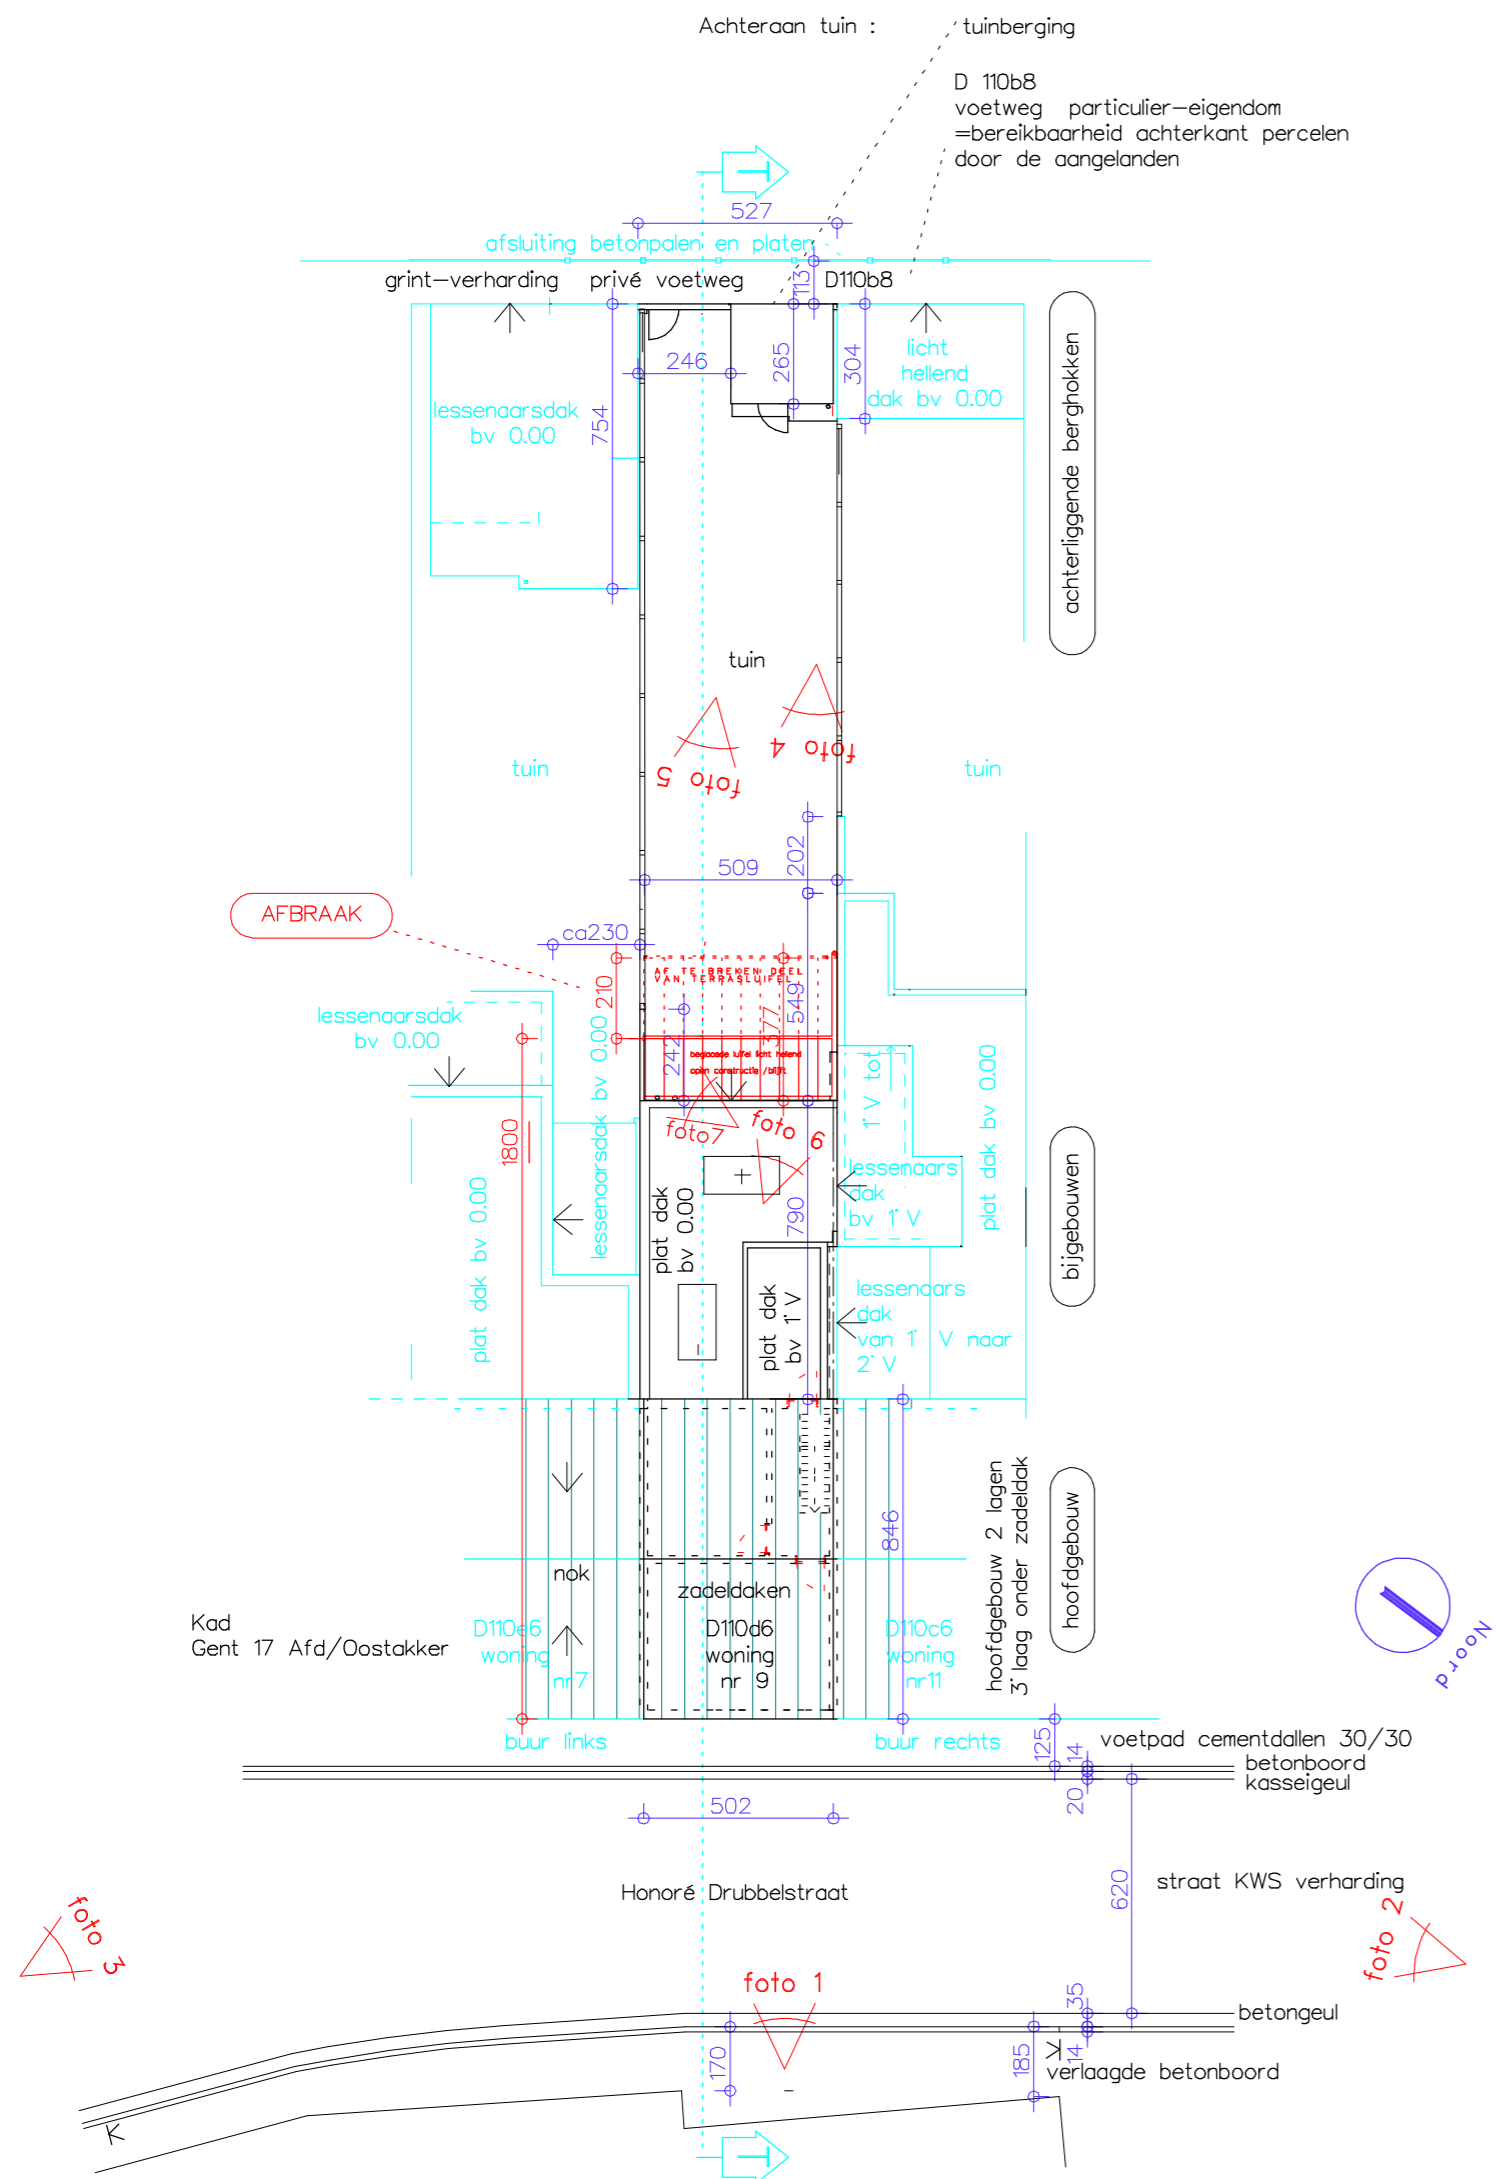 Achteraan tuin :
tuinberging
D 110b8
voetweg particulier-eigendom
=bereikbaarheid achterkant percelen
door de aangelanden
527
afsluiting betonpalen en platen
grint-verharding privé voetweg
113
D110b8
246
265
304
754
lessenaarsdak
bv 0.00
licht
hellend
dak bv 0.00
achterliggende berghokken
tuin
foto 4
foto 5
tuin
tuin
202
509
AFBRAAK
ca230
210
AF TE BREKEN DEEL
VAN TERRASLUIFEL
549
377
242
beglaasde luifel licht hellend
open constructie /blijft
lessenaarsdak
bv 0.00
lessenaarsdak bv 0.00
1800
foto7
foto 6
1° V tot
plat dak bv 0.00
plat dak
bv 0.00
790
lessenaars
dak
bv 1° V
bijgebouwen
plat dak bv 0.00
plat dak
bv 1° V
lessenaars
dak
van 1° V naar
2° V
846
hoofdgebouw 2 lagen
3° laag onder zadeldak
hoofdgebouw
nok
zadeldaken
Kad
Gent 17 Afd/Oostakker
D110e6
woning
nr7
D110d6
woning
nr 9
D110c6
woning
nr11
Noord
buur links
buur rechts
125
14
voetpad cementdallen 30/30
betonboord
kasseigeul
20
502
Honoré Drubbelstraat
620
straat KWS verharding
foto 3
foto 2
foto 1
35
betongeul
170
185
14
K
verlaagde betonboord
K